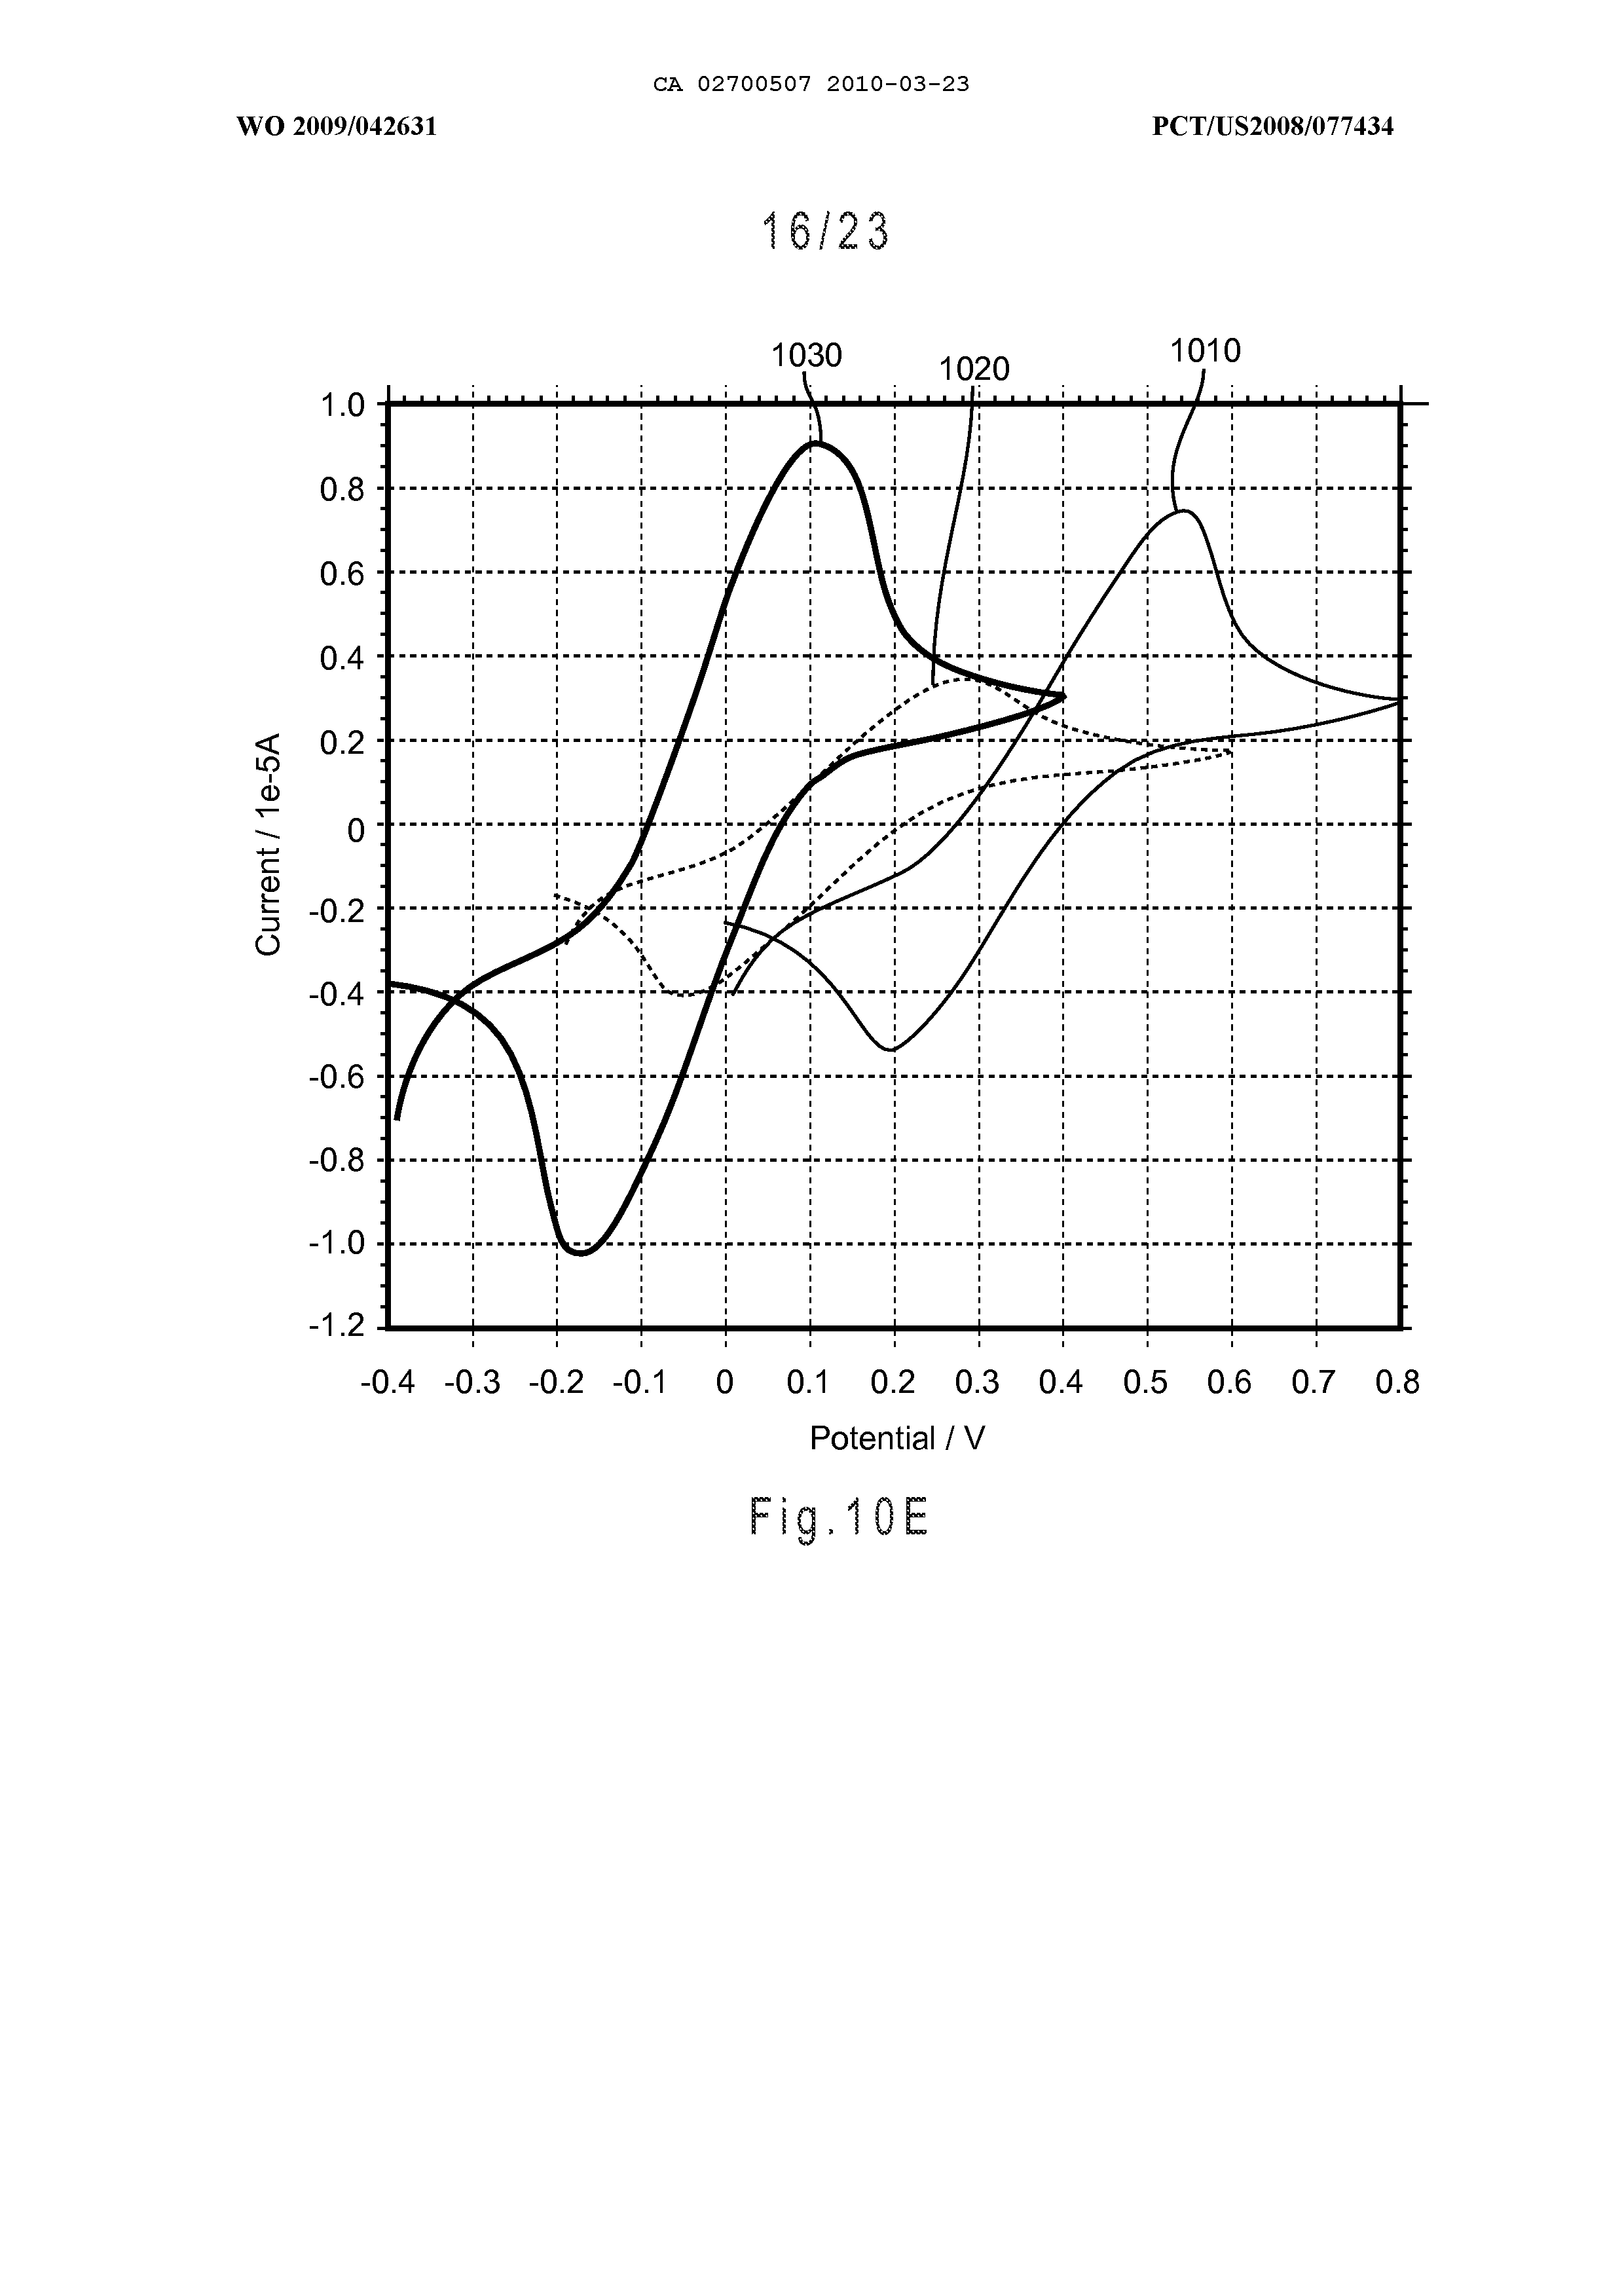 CA 02700507 2010-03-23
WO 2009/042631
PCT/US2008/077434
16/23
1030
1020
1010
1.0
0.8
0.6
0.4
0.2
0
-0.2
-0.4
-0.6
-0.8
-1.0
-1.2
Current / 1e-5A
-0.4 -0.3 -0.2 -0.1 0 0.1 0.2 0.3 0.4 0.5 0.6 0.7 0.8
Potential / V
Fig.10E